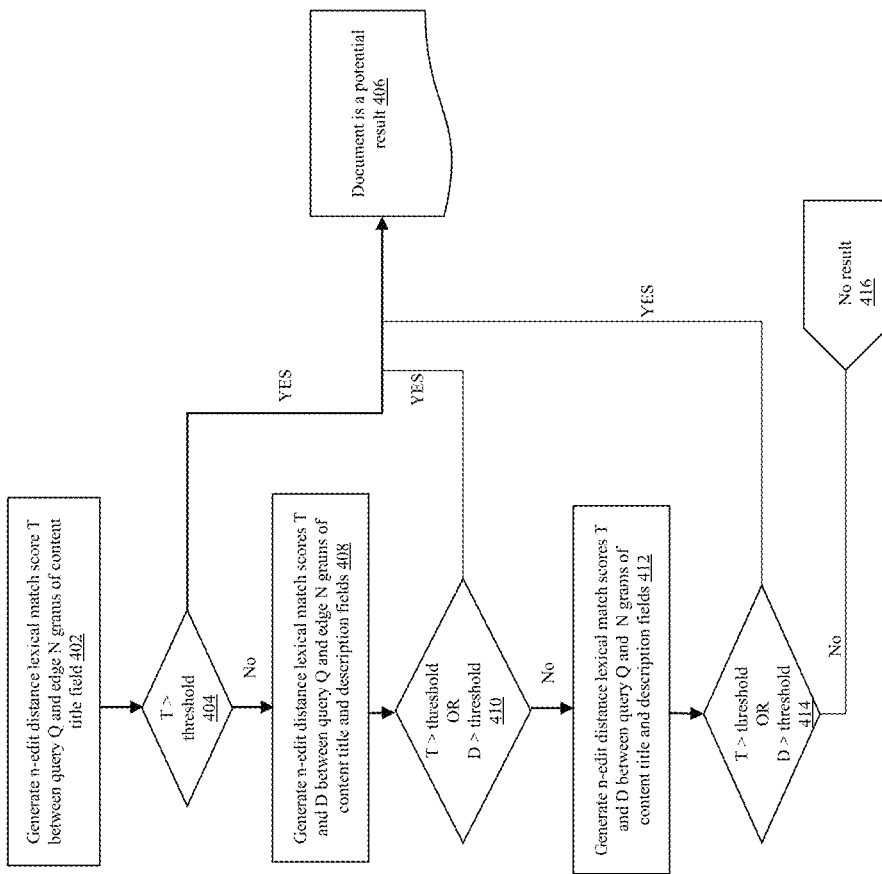 Generate n-edit distance lexical match score T
between query Q and edge N grams of content
title field 402
T >
threshold
404
YES
No
Generate n-edit distance lexical match scores T
and D between query Q and edge N grams of
content title and description fields 408
T > threshold
OR
D > threshold
410
YES
No
Generate n-edit distance lexical match scores T
and D between query Q and N grams of
content title and description fields 412
T > threshold
OR
D > threshold
414
YES
No
Document is a potential
result 406
No result
416